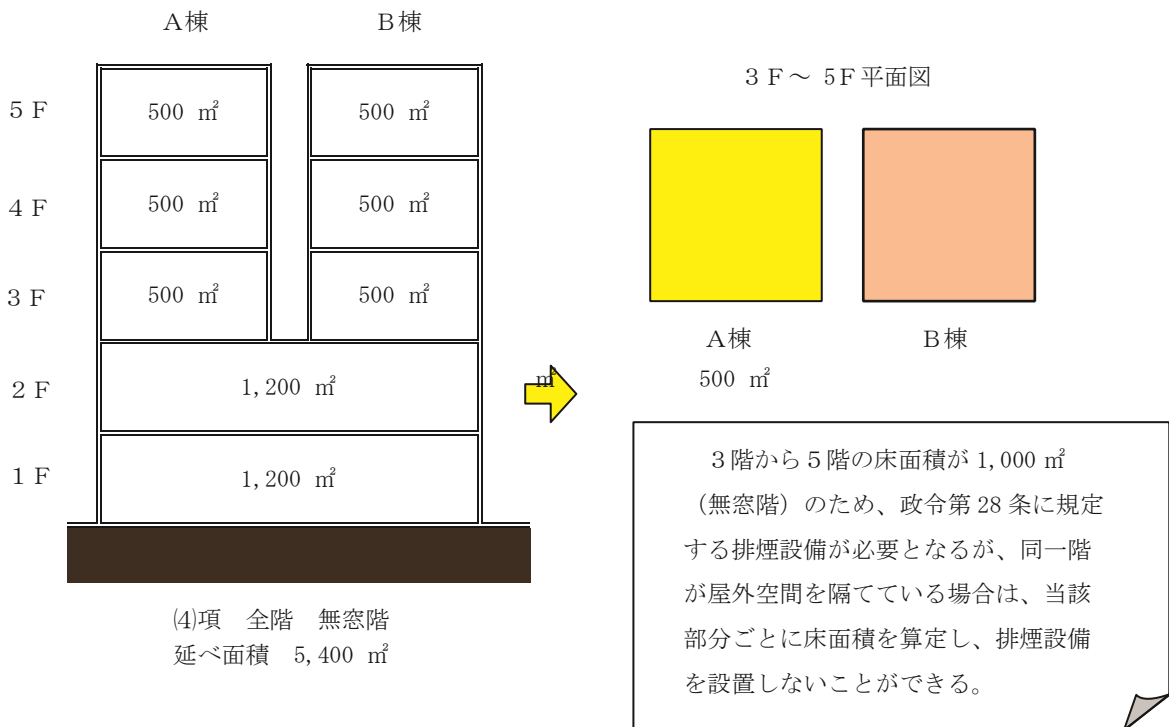 A棟 B棟
5F 500 ㎡ 500 ㎡
4F 500 ㎡ 500 ㎡
3F 500 ㎡ 500 ㎡
2F 1,200 ㎡
1F 1,200 ㎡
⑷項 全階 無窓階
延べ面積 5,400 ㎡
3F～5F平面図
A棟 B棟
500 ㎡
㎡
3階から5階の床面積が 1,000 ㎡
（無窓階）のため、政令第 28 条に規定
する排煙設備が必要となるが、同一階
が屋外空間を隔てている場合は、当該
部分ごとに床面積を算定し、排煙設備
を設置しないことができる。